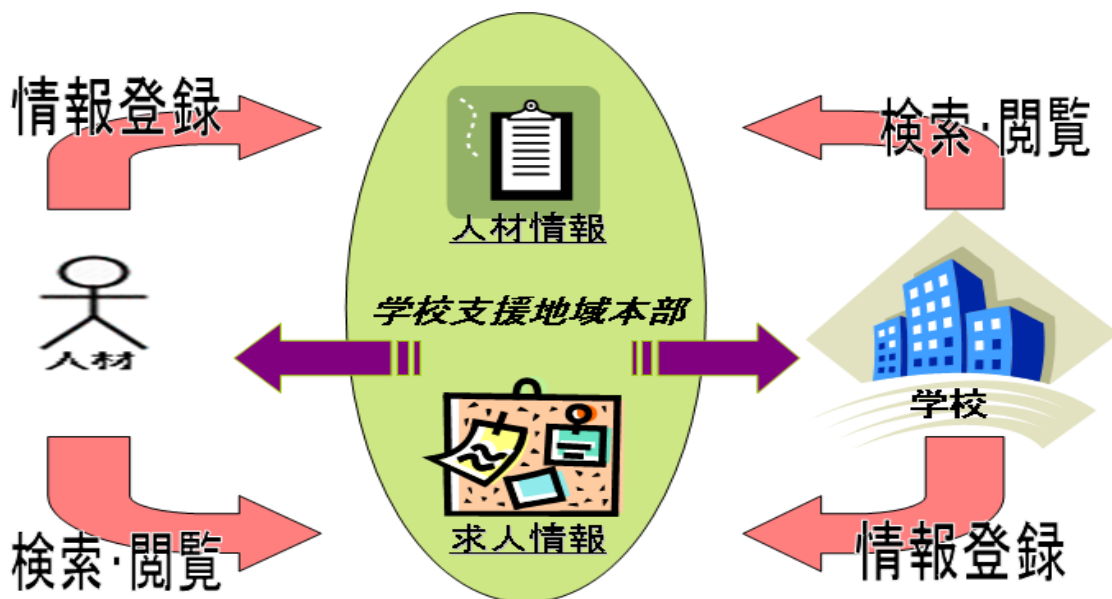 情報登録
検索・閲覧
人材情報
学校支援地域本部
人材
学校
求人情報
検索・閲覧
情報登録